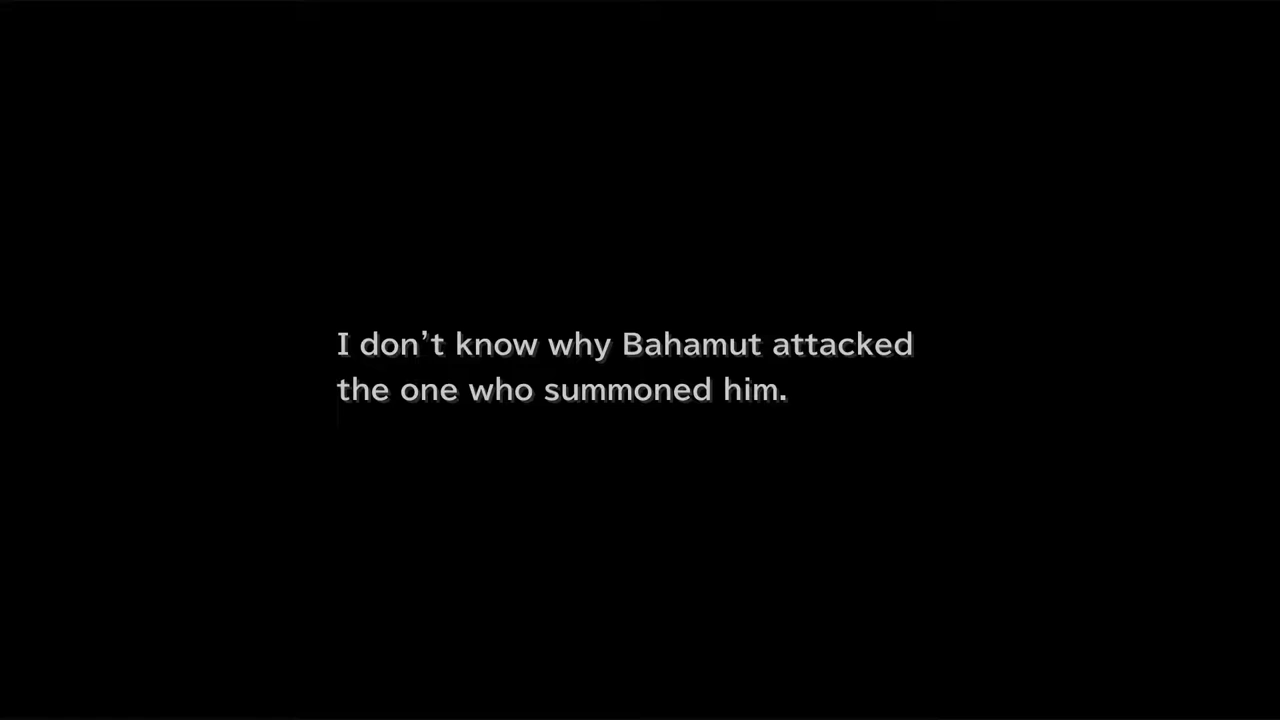 I don’t know why Bahamut attacked
the one who summoned him.